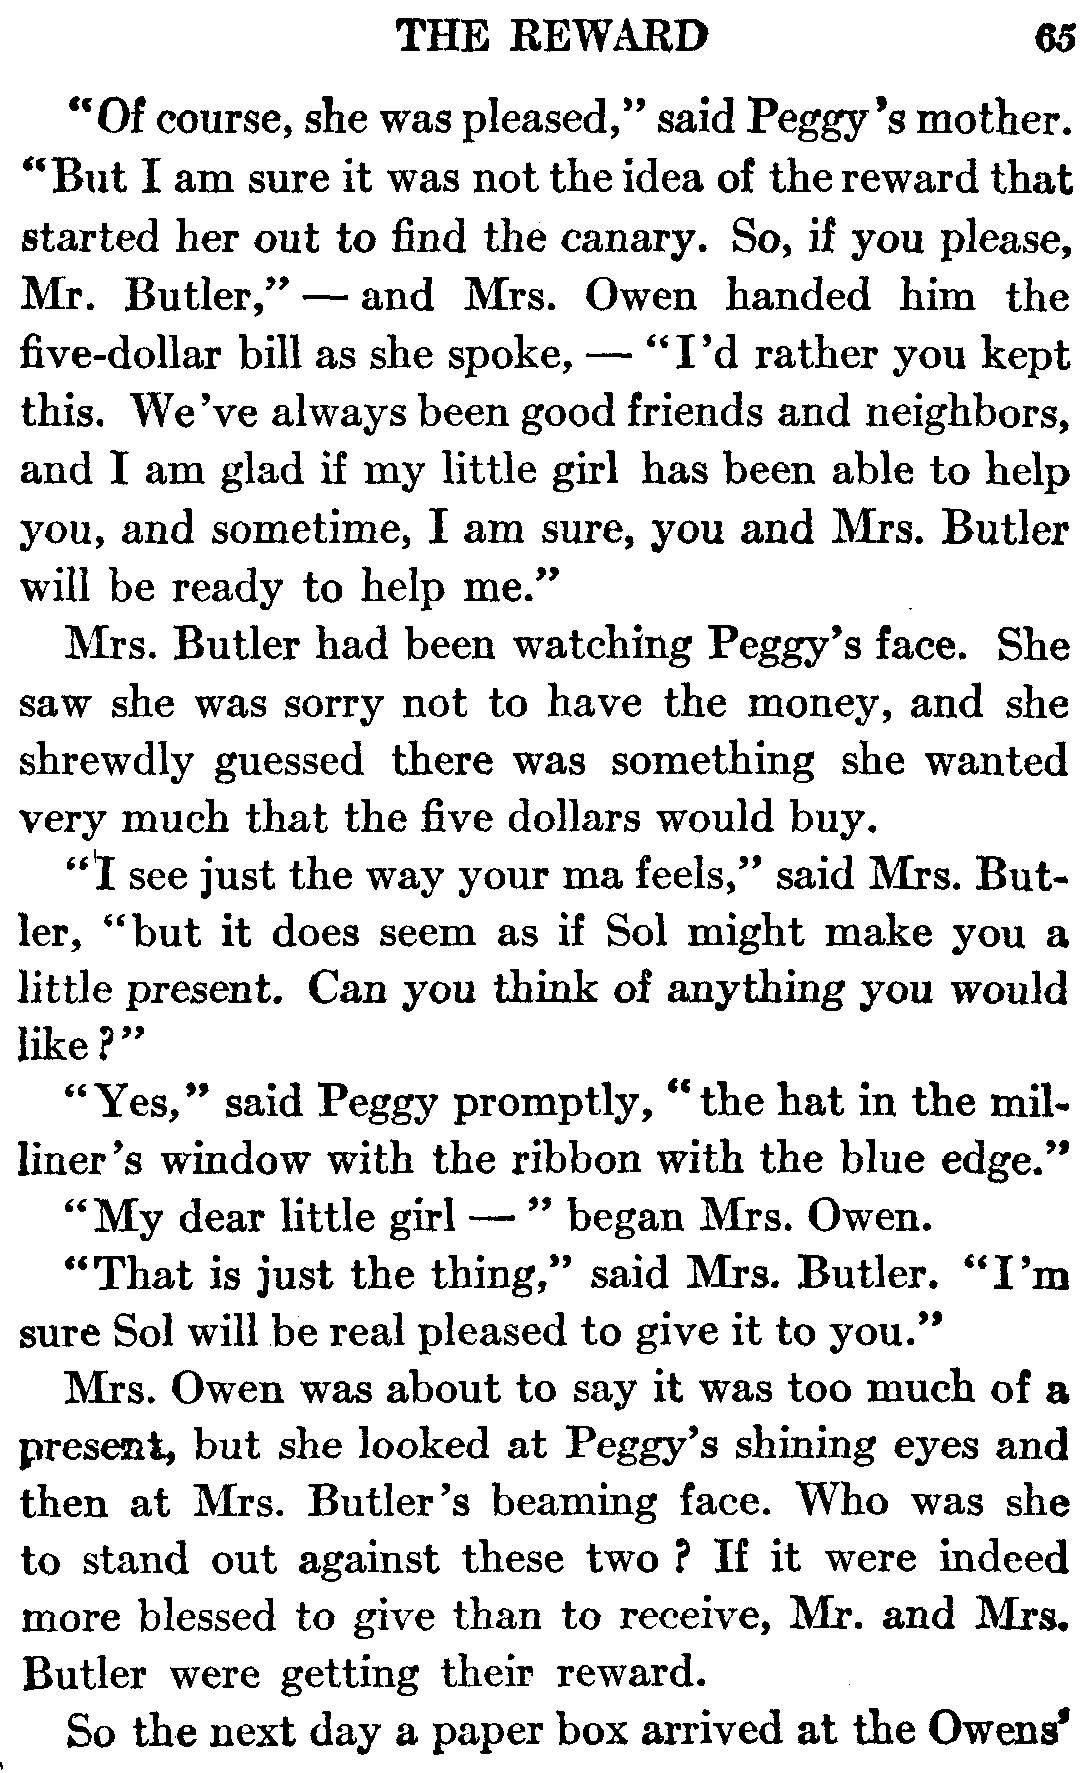 THE REWARD 65
"Of course, she was pleased," said Peggy's mother.
"But I am sure it was not the idea of the reward that
started her out to find the canary. So, if you please,
Mr. Butler," — and Mrs. Owen handed him the
five-dollar bill as she spoke, — "I'd rather you kept
this. We've always been good friends and neighbors,
and I am glad if my little girl has been able to help
you, and sometime, I am sure, you and Mrs. Butler
will be ready to help me."
Mrs. Butler had been watching Peggy's face. She
saw she was sorry not to have the money, and she
shrewdly guessed there was something she wanted
very much that the five dollars would buy.
"I see just the way your ma feels," said Mrs. But-
ler, "but it does seem as if Sol might make you a
little present. Can you think of anything you would
like?"
"Yes," said Peggy promptly, "the hat in the mil-
liner's window with the ribbon with the blue edge."
"My dear little girl — " began Mrs. Owen.
"That is just the thing," said Mrs. Butler. "I'm
sure Sol will be real pleased to give it to you."
Mrs. Owen was about to say it was too much of a
present, but she looked at Peggy's shining eyes and
then at Mrs. Butler's beaming face. Who was she
to stand out against these two? If it were indeed
more blessed to give than to receive, Mr. and Mrs.
Butler were getting their reward.
So the next day a paper box arrived at the Owens'